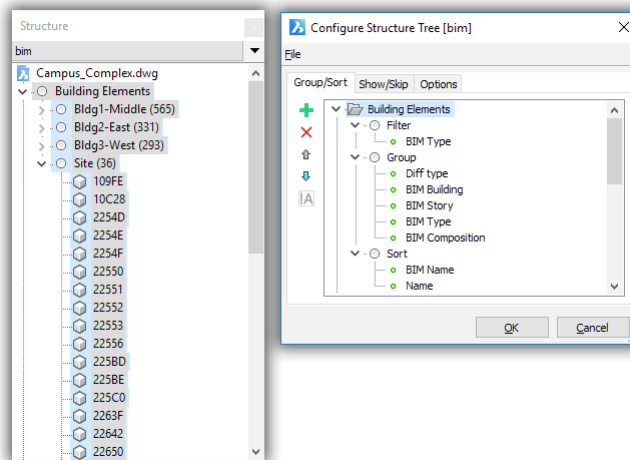 Structure
bim
Campus_Complex.dwg
Building Elements
Bldg1-Middle (565)
Bldg2-East (331)
Bldg3-West (293)
Site (36)
109FE
10C28
2254D
2254E
2254F
22550
22551
22552
22553
22556
225BD
225BE
225C0
2263F
22642
22650
Configure Structure Tree [bim]
File
Group/Sort Show/Skip Options
Building Elements
Filter
BIM Type
Group
Diff type
BIM Building
BIM Story
BIM Type
BIM Composition
Sort
BIM Name
Name
!A
OK Cancel